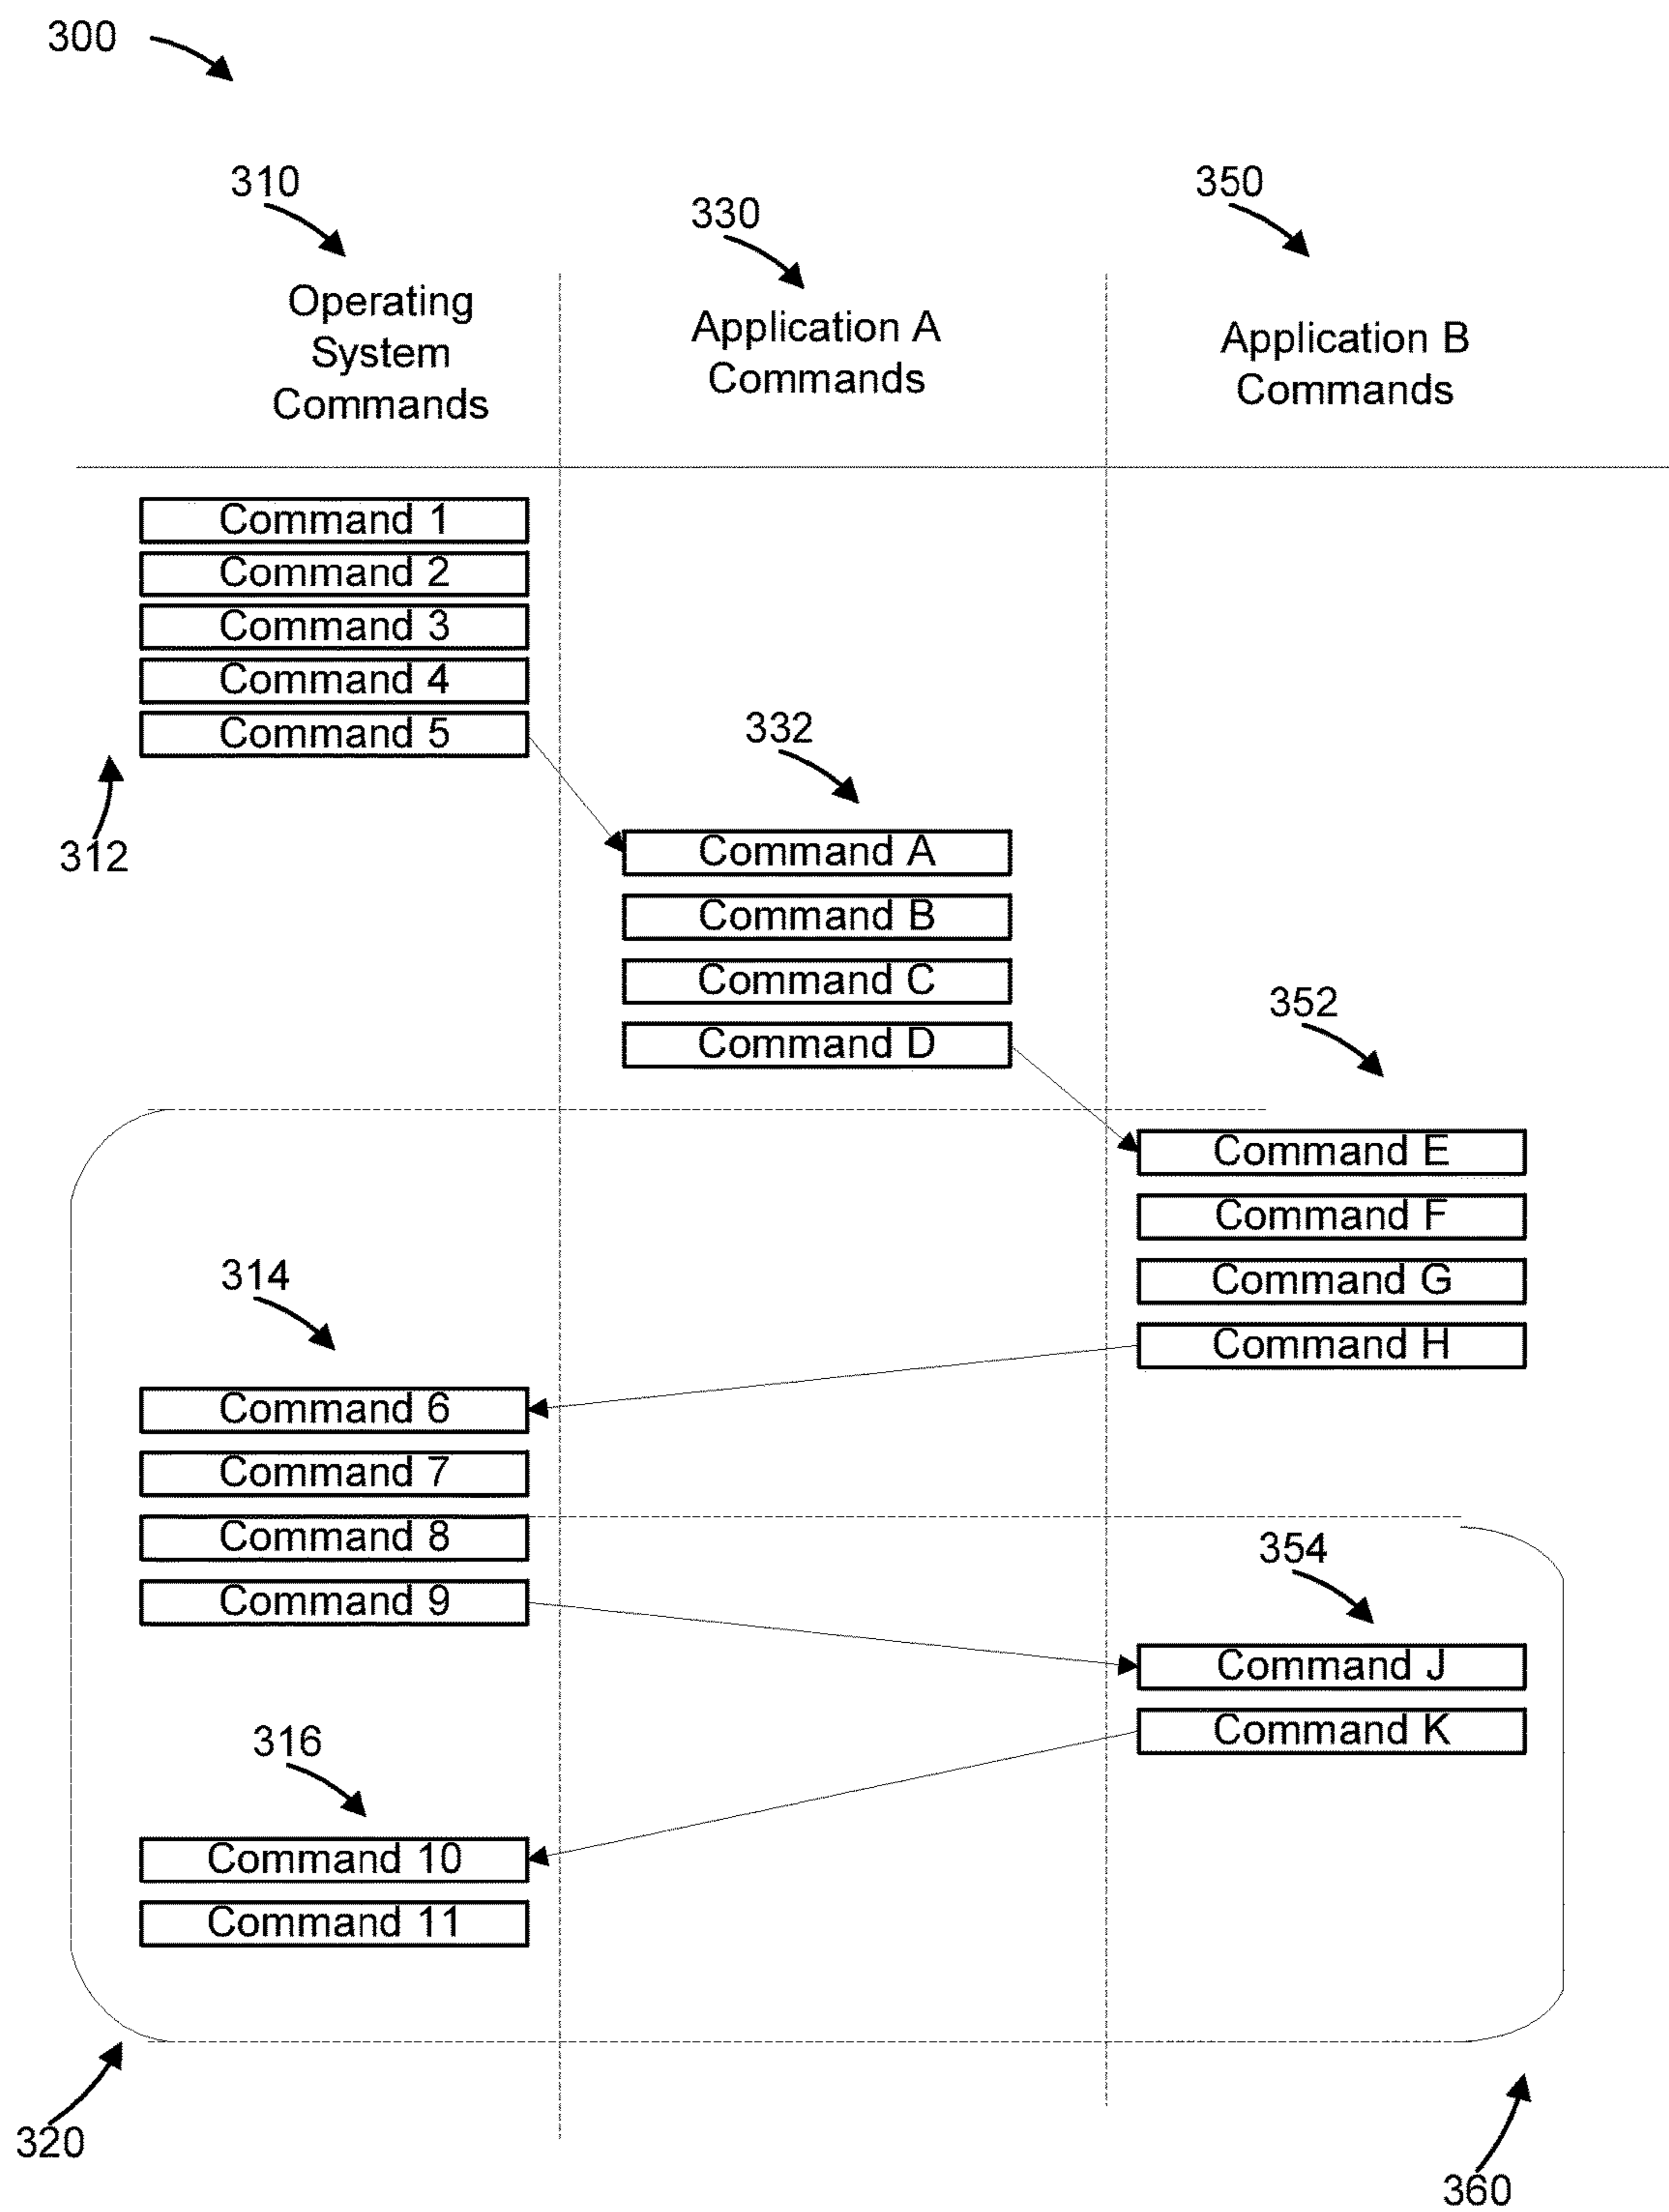 300
310
330
350
Operating
System
Commands
Application A
Commands
Application B
Commands
Command 1
Command 2
Command 3
Command 4
Command 5
312
332
Command A
Command B
Command C
Command D
352
Command E
Command F
Command G
Command H
314
Command 6
Command 7
Command 8
Command 9
354
Command J
Command K
316
Command 10
Command 11
320
360